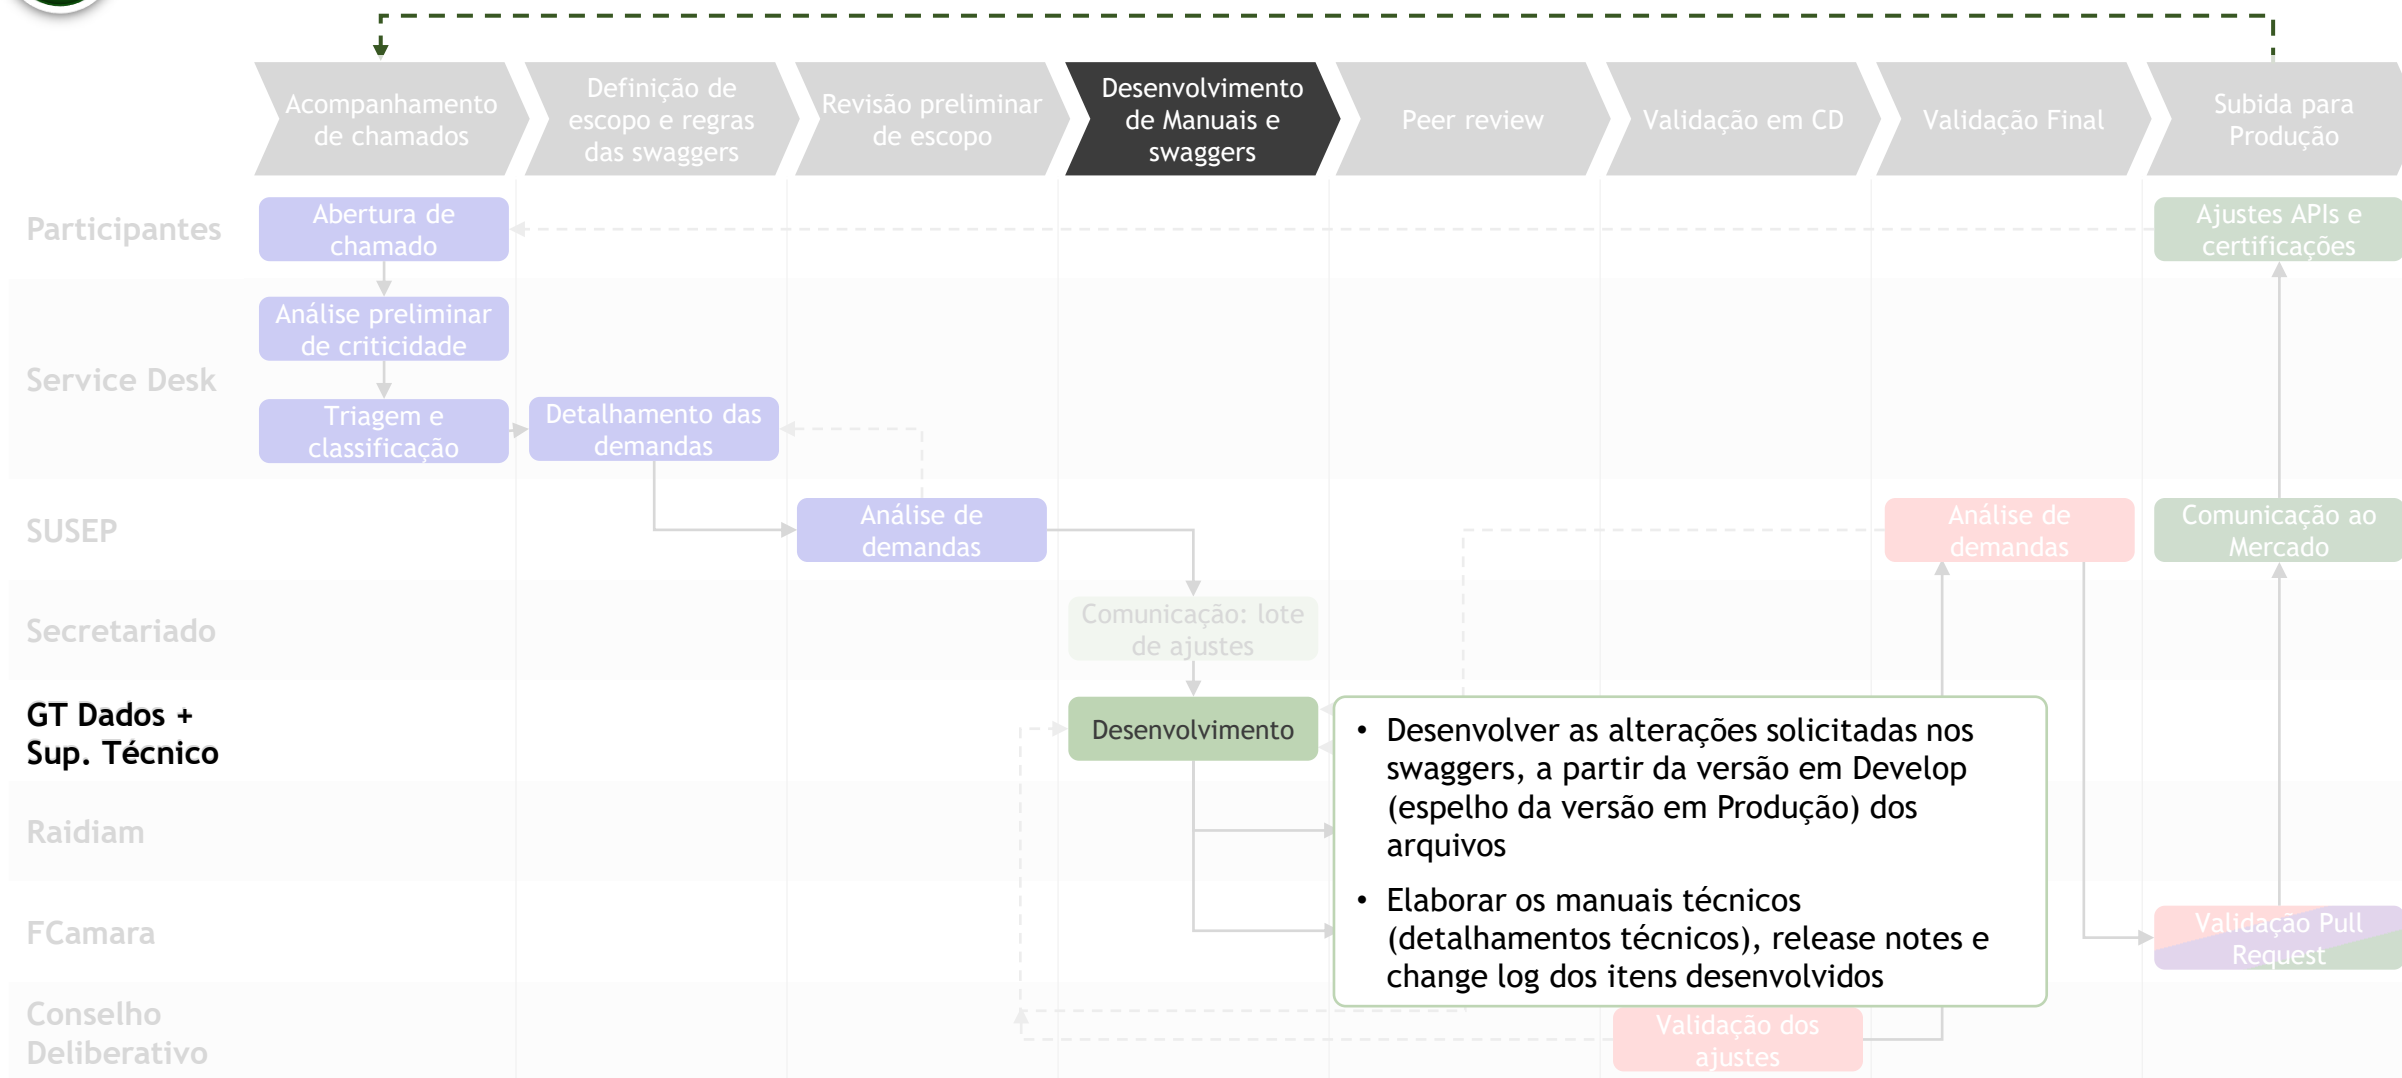 Acompanhamento
de chamados
Definição de
escopo e regras
das swaggers
Revisão preliminar
de escopo
Desenvolvimento
de Manuais e
swaggers
Peer review
Validação em CD
Validação Final
Subida para
Produção
Participantes
Abertura de
chamado
Ajustes APIs e
certificações
Service Desk
Análise preliminar
de criticidade
Triagem e
classificação
Detalhamento das
demandas
SUSEP
Análise de
demandas
Análise de
demandas
Comunicação ao
Mercado
Secretariado
Comunicação: lote
de ajustes
GT Dados +
Sup. Técnico
Desenvolvimento
• Desenvolver as alterações solicitadas nos
swaggers, a partir da versão em Develop
(espelho da versão em Produção) dos
arquivos
• Elaborar os manuais técnicos
(detalhamentos técnicos), release notes e
change log dos itens desenvolvidos
Raidiam
FCamara
Validação Pull
Request
Conselho
Deliberativo
Validação dos
ajustes